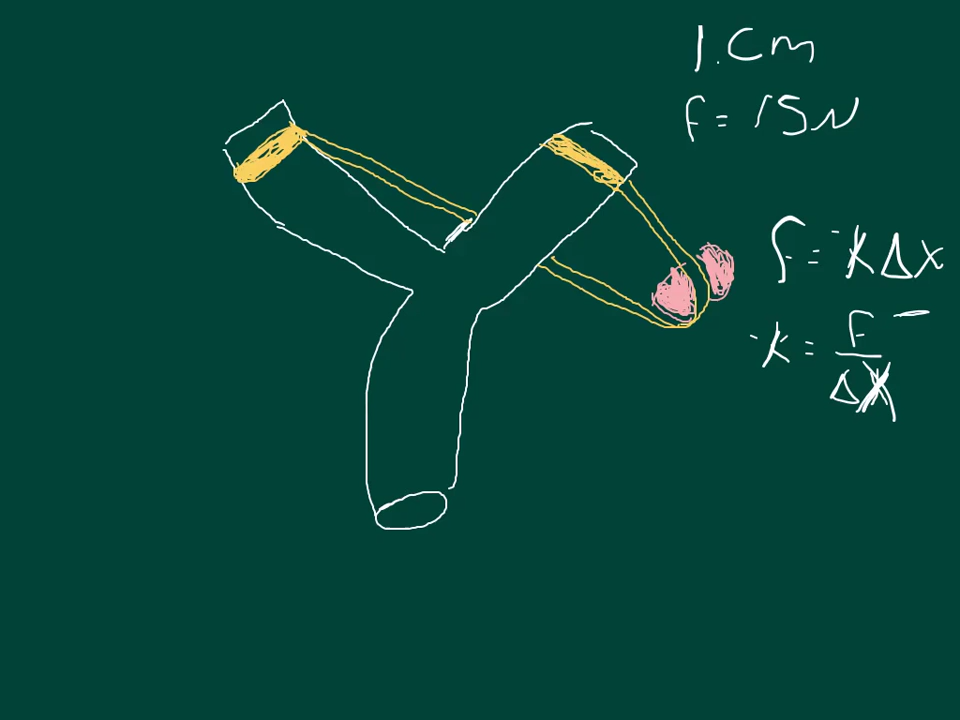 1.cm
F = 15N
F = -kΔx
-k = F/Δx -